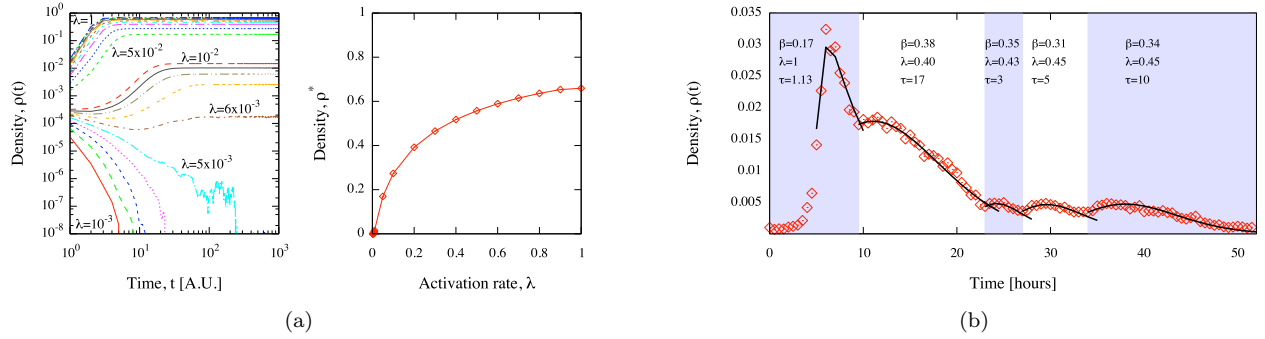 10^0
10^-1
10^-2
10^-3
10^-4
10^-5
10^-6
10^-7
10^-8
Density, ρ(t)
λ=1
λ=5x10^-2
λ=10^-2
λ=6x10^-3
λ=5x10^-3
λ=10^-3
10^0 10^1 10^2 10^3
Time, t [A.U.]
1
0.8
0.6
0.4
0.2
0
Density, ρ*
0 0.2 0.4 0.6 0.8 1
Activation rate, λ
(a)
0.035
0.03
0.025
0.02
0.015
0.01
0.005
Density, ρ(t)
β=0.17 β=0.38 β=0.35 β=0.31 β=0.34
λ=1 λ=0.40 λ=0.43 λ=0.45 λ=0.45
τ=1.13 τ=17 τ=3 τ=5 τ=10
0 10 20 30 40 50
Time [hours]
(b)